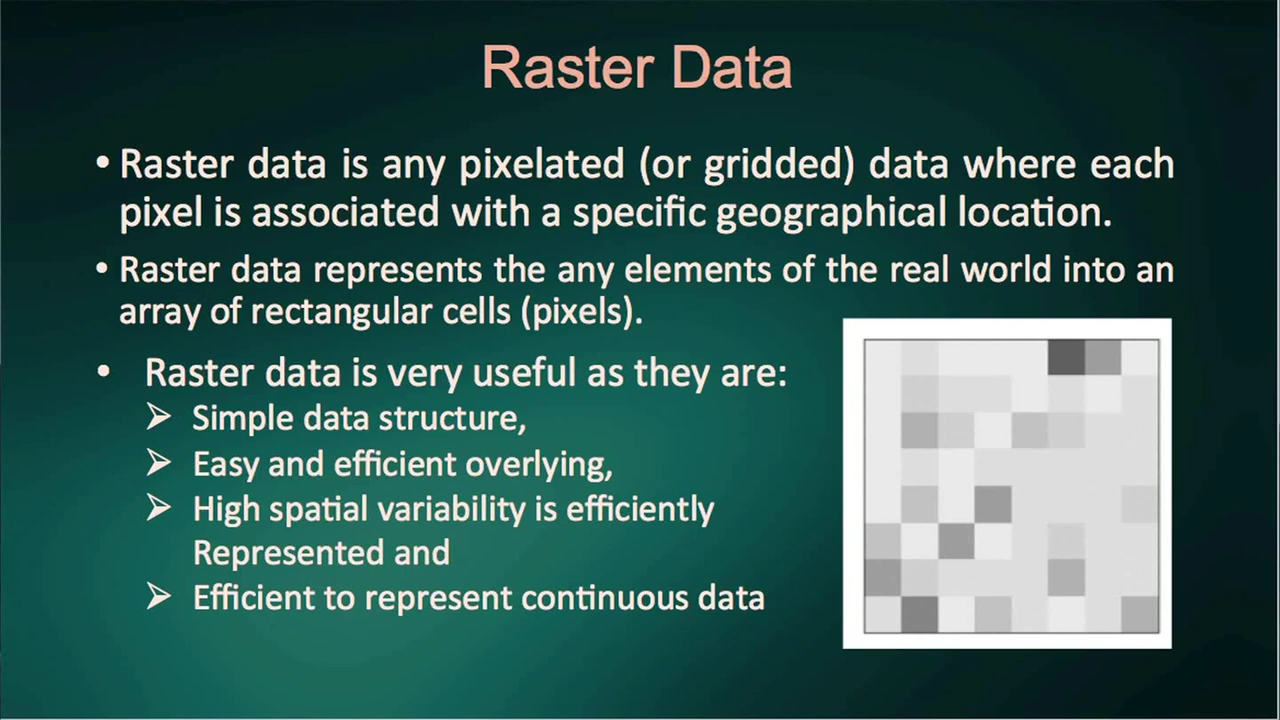 Raster Data
• Raster data is any pixelated (or gridded) data where each
pixel is associated with a specific geographical location.
• Raster data represents the any elements of the real world into an
array of rectangular cells (pixels).
• Raster data is very useful as they are:
➢ Simple data structure,
➢ Easy and efficient overlying,
➢ High spatial variability is efficiently
Represented and
➢ Efficient to represent continuous data